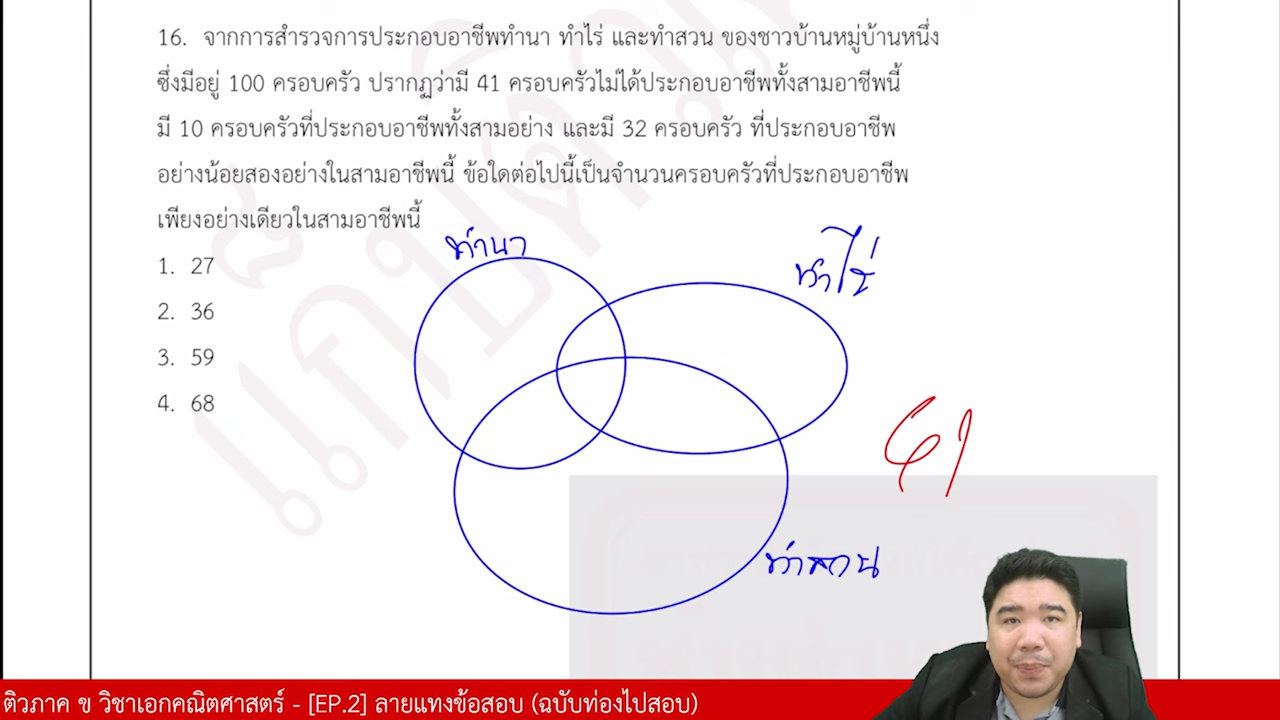 16. จากการสำรวจการประกอบอาชีพทำนา ทำไร่ และทำสวน ของชาวบ้านหมู่บ้านหนึ่ง
ซึ่งมีอยู่ 100 ครอบครัว ปรากฏว่ามี 41 ครอบครัวไม่ได้ประกอบอาชีพทั้งสามอาชีพนี้
มี 10 ครอบครัวที่ประกอบอาชีพทั้งสามอย่าง และมี 32 ครอบครัว ที่ประกอบอาชีพ
อย่างน้อยสองอย่างในสามอาชีพนี้ ข้อใดต่อไปนี้เป็นจำนวนครอบครัวที่ประกอบอาชีพ
เพียงอย่างเดียวในสามอาชีพนี้
1. 27
2. 36
3. 59
4. 68
ทำนา
ทำไร่
41
ทำสวน
ติวภาค ข วิชาเอกคณิตศาสตร์ - [EP.2] ลายแทงข้อสอบ (ฉบับท่องไปสอบ)